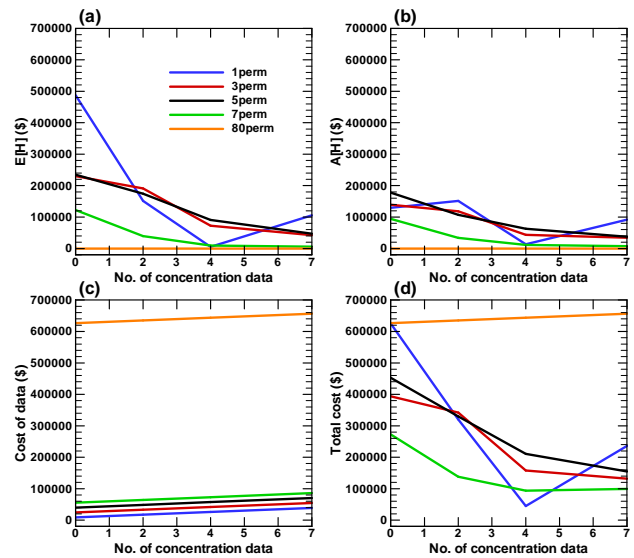 (a)
700000
600000
500000
400000
300000
200000
100000
0
E[H] ($)
1perm
3perm
5perm
7perm
80perm
0 1 2 3 4 5 6 7
No. of concentration data
(b)
700000
600000
500000
400000
300000
200000
100000
0
A[H] ($)
0 1 2 3 4 5 6 7
No. of concentration data
(c)
700000
600000
500000
400000
300000
200000
100000
0
Cost of data ($)
0 1 2 3 4 5 6 7
No. of concentration data
(d)
700000
600000
500000
400000
300000
200000
100000
0
Total cost ($)
0 1 2 3 4 5 6 7
No. of concentration data